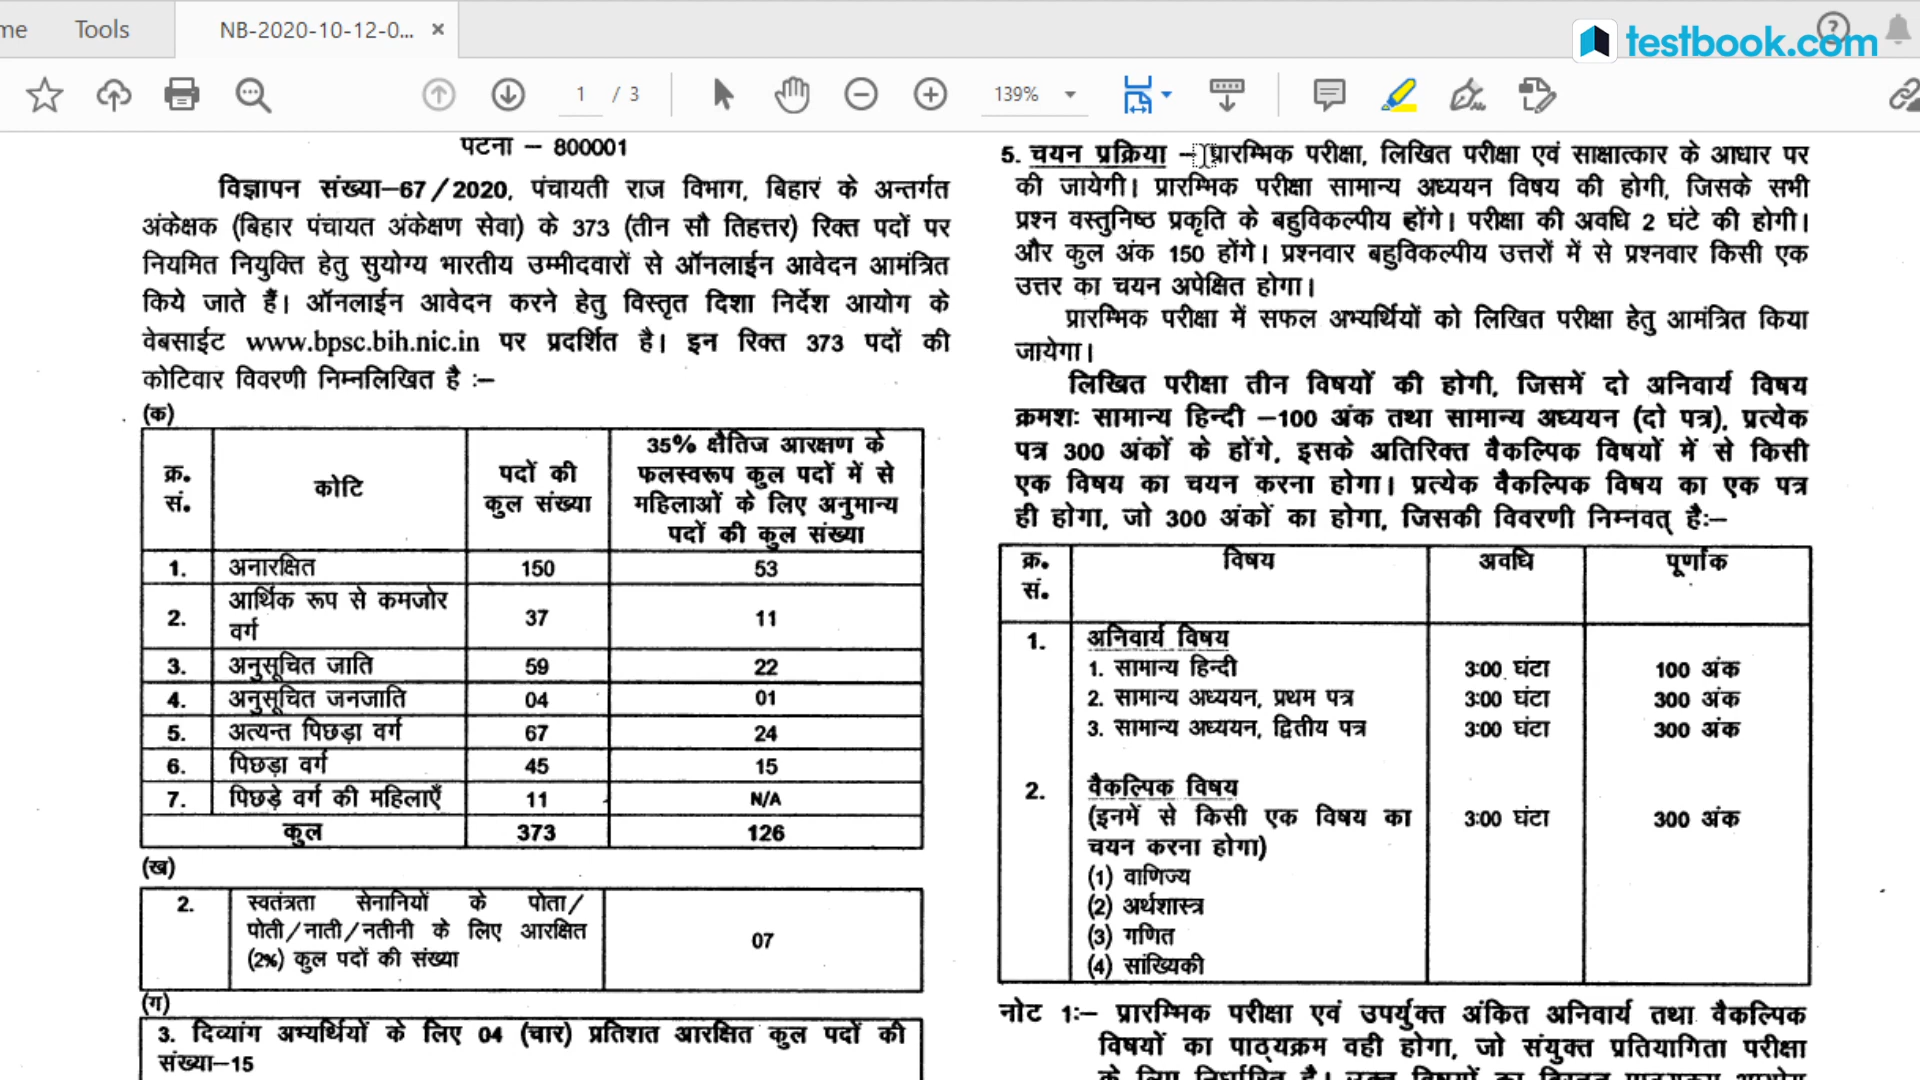 me
Tools
NB-2020-10-12-0...
testbook.com
1 / 3
139%
पटना – 800001
विज्ञापन संख्या–67/2020, पंचायती राज विभाग, बिहार के अन्तर्गत
अंकेक्षक (बिहार पंचायत अंकेक्षण सेवा) के 373 (तीन सौ तिहत्तर) रिक्त पदों पर
नियमित नियुक्ति हेतु सुयोग्य भारतीय उम्मीदवारों से ऑनलाईन आवेदन आमंत्रित
किये जाते हैं। ऑनलाईन आवेदन करने हेतु विस्तृत दिशा निर्देश आयोग के
वेबसाईट www.bpsc.bih.nic.in पर प्रदर्शित है। इन रिक्त 373 पदों की
कोटिवार विवरणी निम्नलिखित है :–
(क)
क्र. सं. कोटि पदों की कुल संख्या 35% क्षैतिज आरक्षण के फलस्वरूप कुल पदों में से महिलाओं के लिए अनुमान्य पदों की कुल संख्या
1. अनारक्षित 150 53
2. आर्थिक रूप से कमजोर वर्ग 37 11
3. अनुसूचित जाति 59 22
4. अनुसूचित जनजाति 04 01
5. अत्यन्त पिछड़ा वर्ग 67 24
6. पिछड़ा वर्ग 45 15
7. पिछड़े वर्ग की महिलाएँ 11 N/A
कुल 373 126
(ख)
2. स्वतंत्रता सेनानियों के पोता/
पोती/नाती/नतीनी के लिए आरक्षित
(2%) कुल पदों की संख्या
07
(ग)
3. दिव्यांग अभ्यर्थियों के लिए 04 (चार) प्रतिशत आरक्षित कुल पदों की
संख्या–15
5. चयन प्रक्रिया – प्रारम्भिक परीक्षा, लिखित परीक्षा एवं साक्षात्कार के आधार पर
की जायेगी। प्रारम्भिक परीक्षा सामान्य अध्ययन विषय की होगी, जिसके सभी
प्रश्न वस्तुनिष्ठ प्रकृति के बहुविकल्पीय होंगे। परीक्षा की अवधि 2 घंटे की होगी।
और कुल अंक 150 होंगे। प्रश्नवार बहुविकल्पीय उत्तरों में से प्रश्नवार किसी एक
उत्तर का चयन अपेक्षित होगा।
प्रारम्भिक परीक्षा में सफल अभ्यर्थियों को लिखित परीक्षा हेतु आमंत्रित किया
जायेगा।
लिखित परीक्षा तीन विषयों की होगी, जिसमें दो अनिवार्य विषय
क्रमशः सामान्य हिन्दी –100 अंक तथा सामान्य अध्ययन (दो पत्र), प्रत्येक
पत्र 300 अंकों के होंगे, इसके अतिरिक्त वैकल्पिक विषयों में से किसी
एक विषय का चयन करना होगा। प्रत्येक वैकल्पिक विषय का एक पत्र
ही होगा, जो 300 अंकों का होगा, जिसकी विवरणी निम्नवत् हैः–
क्र. सं. विषय अवधि पूर्णांक
1. अनिवार्य विषय
1. सामान्य हिन्दी 3:00 घंटा 100 अंक
2. सामान्य अध्ययन, प्रथम पत्र 3:00 घंटा 300 अंक
3. सामान्य अध्ययन, द्वितीय पत्र 3:00 घंटा 300 अंक
2. वैकल्पिक विषय
(इनमें से किसी एक विषय का 3:00 घंटा 300 अंक
चयन करना होगा)
(1) वाणिज्य
(2) अर्थशास्त्र
(3) गणित
(4) सांख्यिकी
नोट 1:– प्रारम्भिक परीक्षा एवं उपर्युक्त अंकित अनिवार्य तथा वैकल्पिक
विषयों का पाठ्यक्रम वही होगा, जो संयुक्त प्रतियागिता परीक्षा